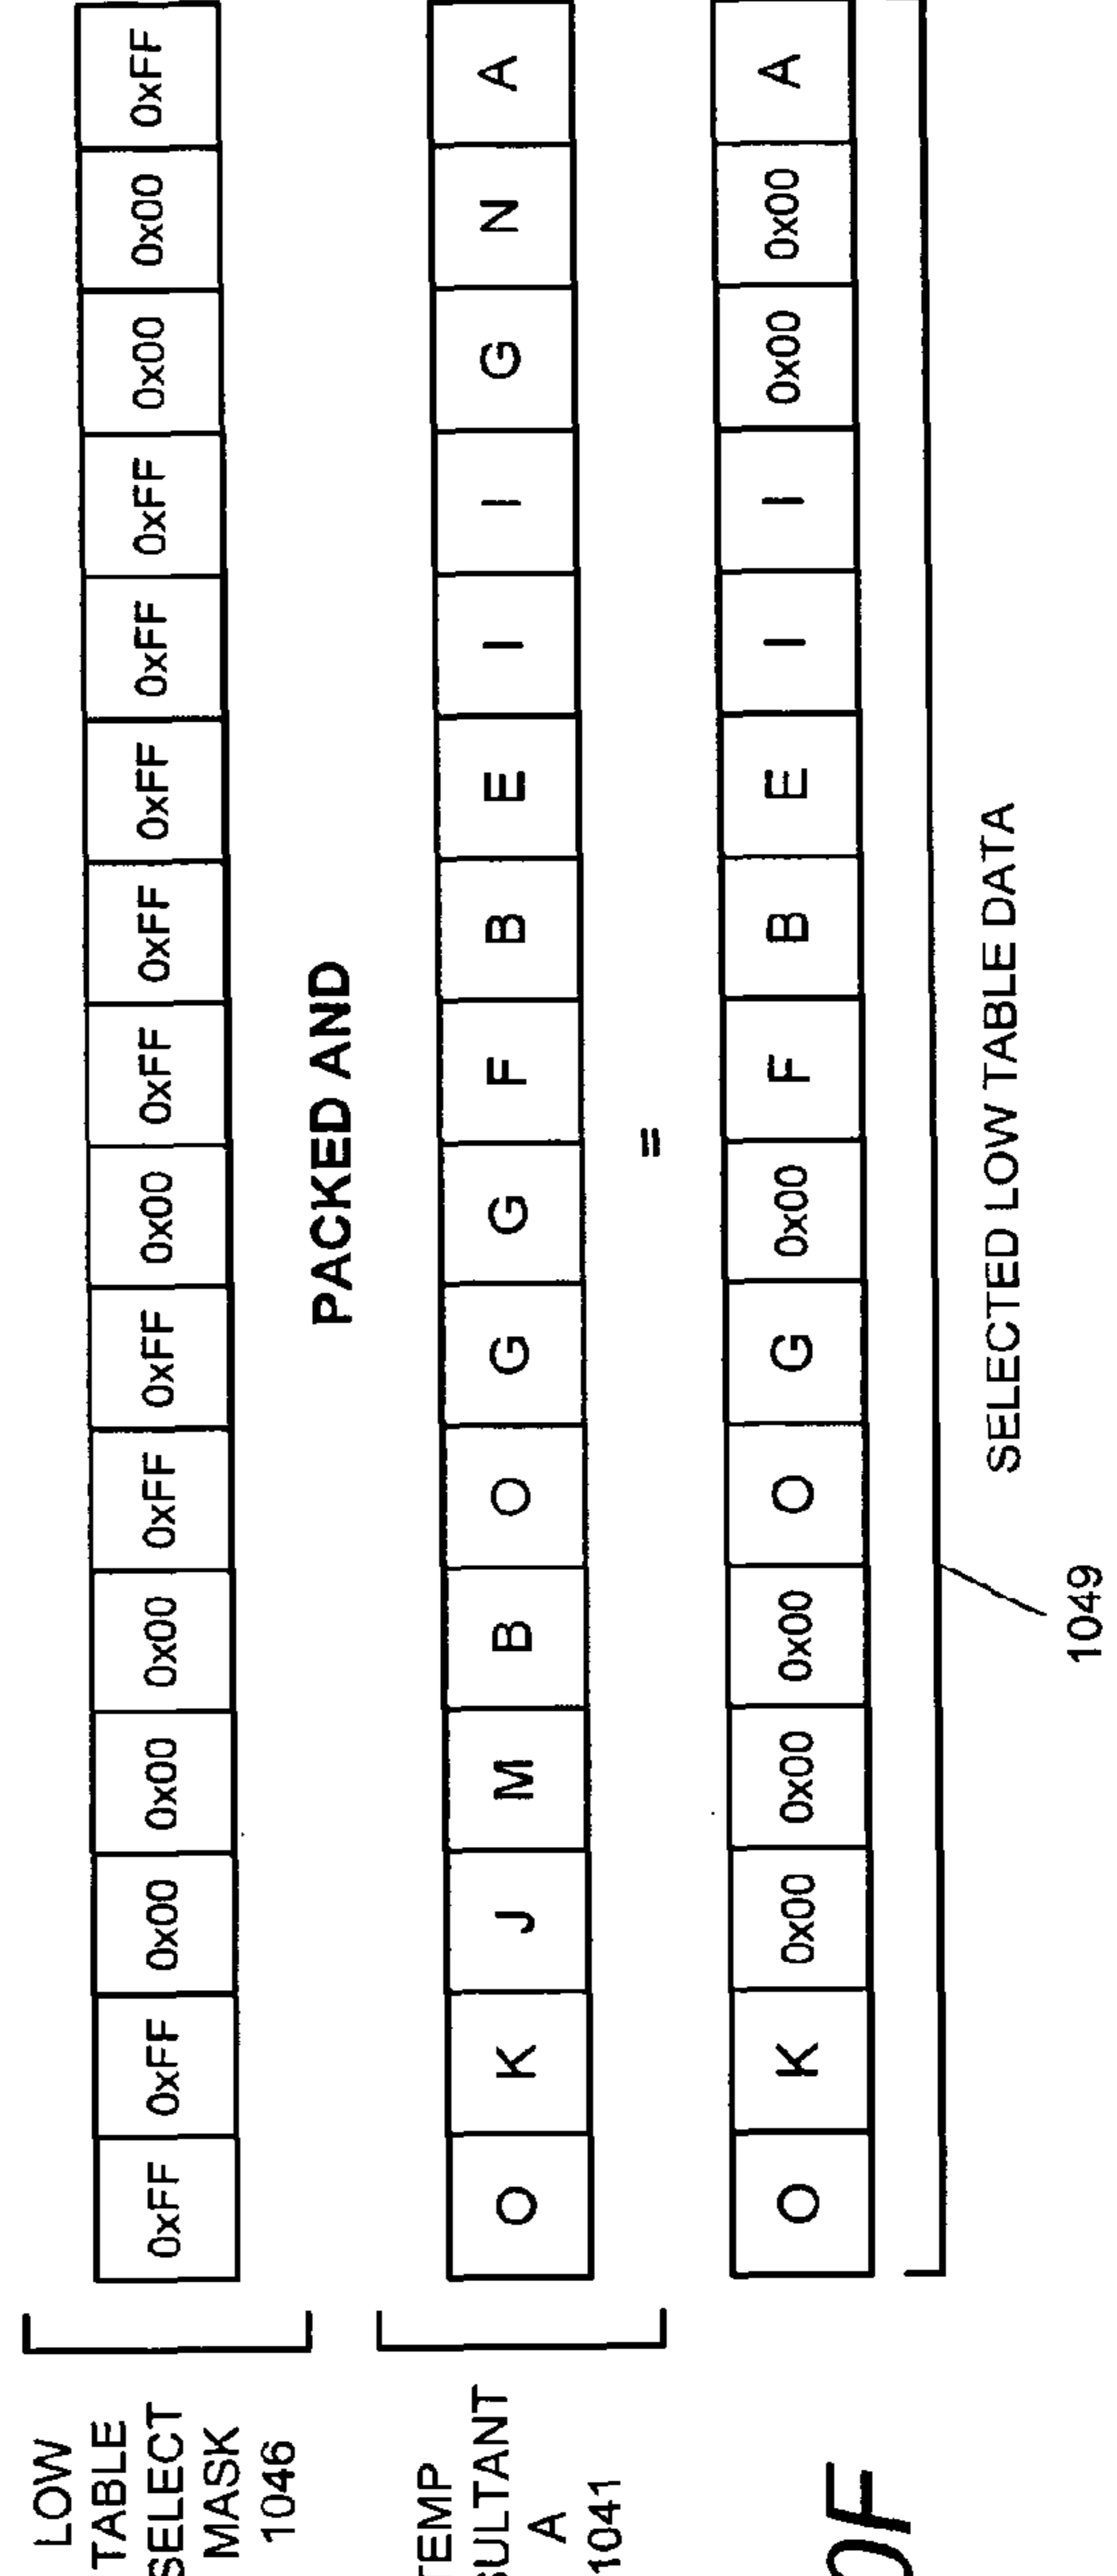 LOW
TABLE
SELECT
MASK
1046
0xFF 0xFF 0x00 0x00 0x00 0xFF 0xFF 0x00 0xFF 0xFF 0xFF 0xFF 0xFF 0x00 0x00 0xFF
PACKED AND
TEMP
SULTANT
A
1041
O K J M B O G G F B E I I G N A
=
O K 0x00 0x00 0x00 O G 0x00 F B E I I 0x00 0x00 A
0F
SELECTED LOW TABLE DATA
1049